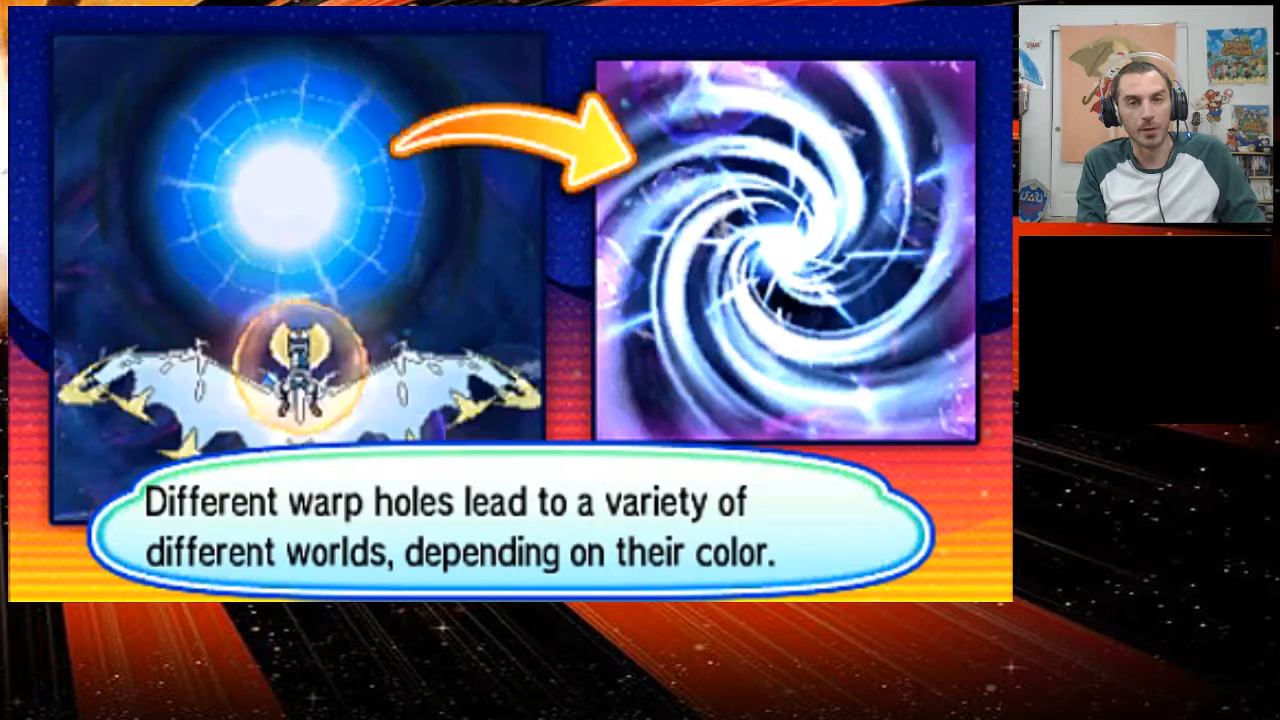 Different warp holes lead to a variety of
different worlds, depending on their color.